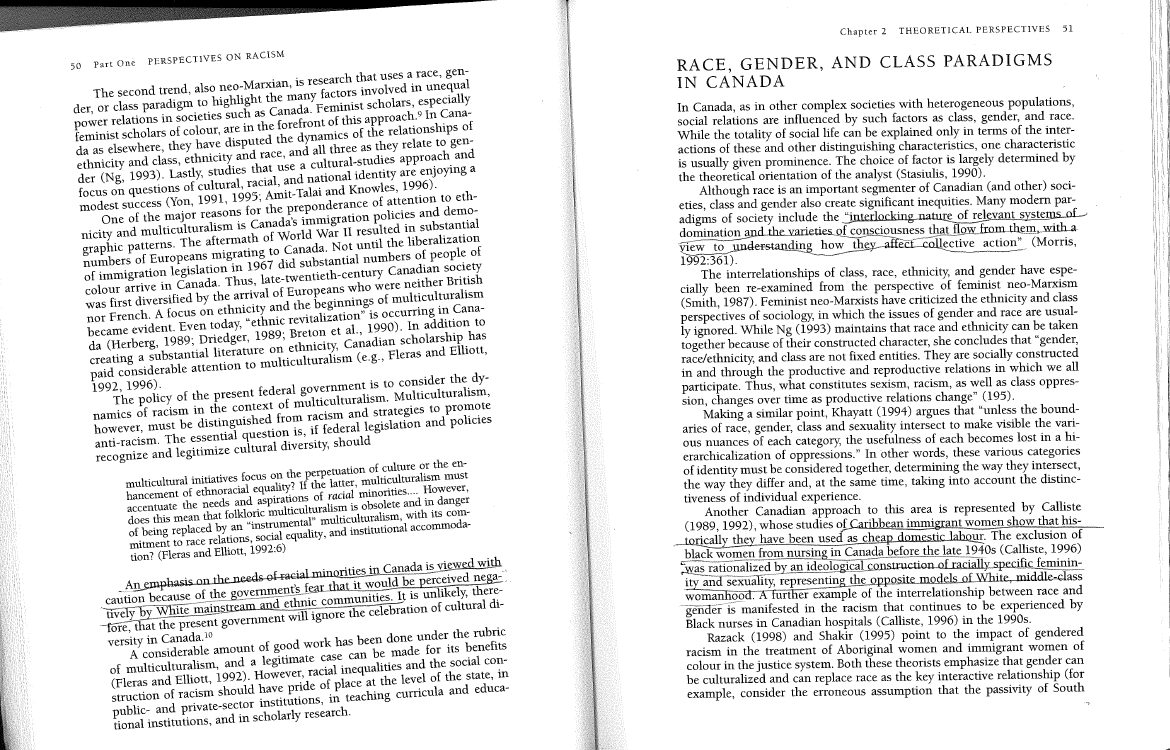 50 Part One PERSPECTIVES ON RACISM
The second trend, also neo-Marxian, is research that uses a race, gen-
der, or class paradigm to highlight the many factors involved in unequal
power relations in societies such as Canada. Feminist scholars, especially
feminist scholars of colour, are in the forefront of this approach.⁹ In Cana-
da as elsewhere, they have disputed the dynamics of the relationships of
ethnicity and class, ethnicity and race, and all three as they relate to gen-
der (Ng, 1993). Lastly, studies that use a cultural-studies approach and
focus on questions of cultural, racial, and national identity are enjoying a
modest success (Yon, 1991, 1995; Amit-Talai and Knowles, 1996).
One of the major reasons for the preponderance of attention to eth-
nicity and multiculturalism is Canada's immigration policies and demo-
graphic patterns. The aftermath of World War II resulted in substantial
numbers of Europeans migrating to Canada. Not until the liberalization
of immigration legislation in 1967 did substantial numbers of people of
colour arrive in Canada. Thus, late-twentieth-century Canadian society
was first diversified by the arrival of Europeans who were neither British
nor French. A focus on ethnicity and the beginnings of multiculturalism
became evident. Even today, "ethnic revitalization" is occurring in Cana-
da (Herberg, 1989; Driedger, 1989; Breton et al., 1990). In addition to
creating a substantial literature on ethnicity, Canadian scholarship has
paid considerable attention to multiculturalism (e.g., Fleras and Elliott,
1992, 1996).
The policy of the present federal government is to consider the dy-
namics of racism in the context of multiculturalism. Multiculturalism,
however, must be distinguished from racism and strategies to promote
anti-racism. The essential question is, if federal legislation and policies
recognize and legitimize cultural diversity, should
multicultural initiatives focus on the perpetuation of culture or the en-
hancement of ethnoracial equality? If the latter, multiculturalism must
accentuate the needs and aspirations of racial minorities.... However,
does this mean that folkloric multiculturalism is obsolete and in danger
of being replaced by an "instrumental" multiculturalism, with its com-
mitment to race relations, social equality, and institutional accommoda-
tion? (Fleras and Elliott, 1992:6)
An emphasis on the needs of racial minorities in Canada is viewed with
caution because of the government's fear that it would be perceived nega-
tively by White mainstream and ethnic communities. It is unlikely, there-
fore, that the present government will ignore the celebration of cultural di-
versity in Canada.¹⁰
A considerable amount of good work has been done under the rubric
of multiculturalism, and a legitimate case can be made for its benefits
(Fleras and Elliott, 1992). However, racial inequalities and the social con-
struction of racism should have pride of place at the level of the state, in
public- and private-sector institutions, in teaching curricula and educa-
tional institutions, and in scholarly research.
Chapter 2 THEORETICAL PERSPECTIVES 51
RACE, GENDER, AND CLASS PARADIGMS
IN CANADA
In Canada, as in other complex societies with heterogeneous populations,
social relations are influenced by such factors as class, gender, and race.
While the totality of social life can be explained only in terms of the inter-
actions of these and other distinguishing characteristics, one characteristic
is usually given prominence. The choice of factor is largely determined by
the theoretical orientation of the analyst (Stasiulis, 1990).
Although race is an important segmenter of Canadian (and other) soci-
eties, class and gender also create significant inequities. Many modern par-
adigms of society include the "interlocking nature of relevant systems of
domination and the varieties of consciousness that flow from them, with a
view to understanding how they affect collective action" (Morris,
1992:361).
The interrelationships of class, race, ethnicity, and gender have espe-
cially been re-examined from the perspective of feminist neo-Marxism
(Smith, 1987). Feminist neo-Marxists have criticized the ethnicity and class
perspectives of sociology, in which the issues of gender and race are usual-
ly ignored. While Ng (1993) maintains that race and ethnicity can be taken
together because of their constructed character, she concludes that "gender,
race/ethnicity, and class are not fixed entities. They are socially constructed
in and through the productive and reproductive relations in which we all
participate. Thus, what constitutes sexism, racism, as well as class oppres-
sion, changes over time as productive relations change" (195).
Making a similar point, Khayatt (1994) argues that "unless the bound-
aries of race, gender, class and sexuality intersect to make visible the vari-
ous nuances of each category, the usefulness of each becomes lost in a hi-
erarchicalization of oppressions." In other words, these various categories
of identity must be considered together, determining the way they intersect,
the way they differ and, at the same time, taking into account the distinc-
tiveness of individual experience.
Another Canadian approach to this area is represented by Calliste
(1989, 1992), whose studies of Caribbean immigrant women show that his-
torically they have been used as cheap domestic labour. The exclusion of
black women from nursing in Canada before the late 1940s (Calliste, 1996)
was rationalized by an ideological construction of racially specific feminin-
ity and sexuality, representing the opposite models of White, middle-class
womanhood. A further example of the interrelationship between race and
gender is manifested in the racism that continues to be experienced by
Black nurses in Canadian hospitals (Calliste, 1996) in the 1990s.
Razack (1998) and Shakir (1995) point to the impact of gendered
racism in the treatment of Aboriginal women and immigrant women of
colour in the justice system. Both these theorists emphasize that gender can
be culturalized and can replace race as the key interactive relationship (for
example, consider the erroneous assumption that the passivity of South